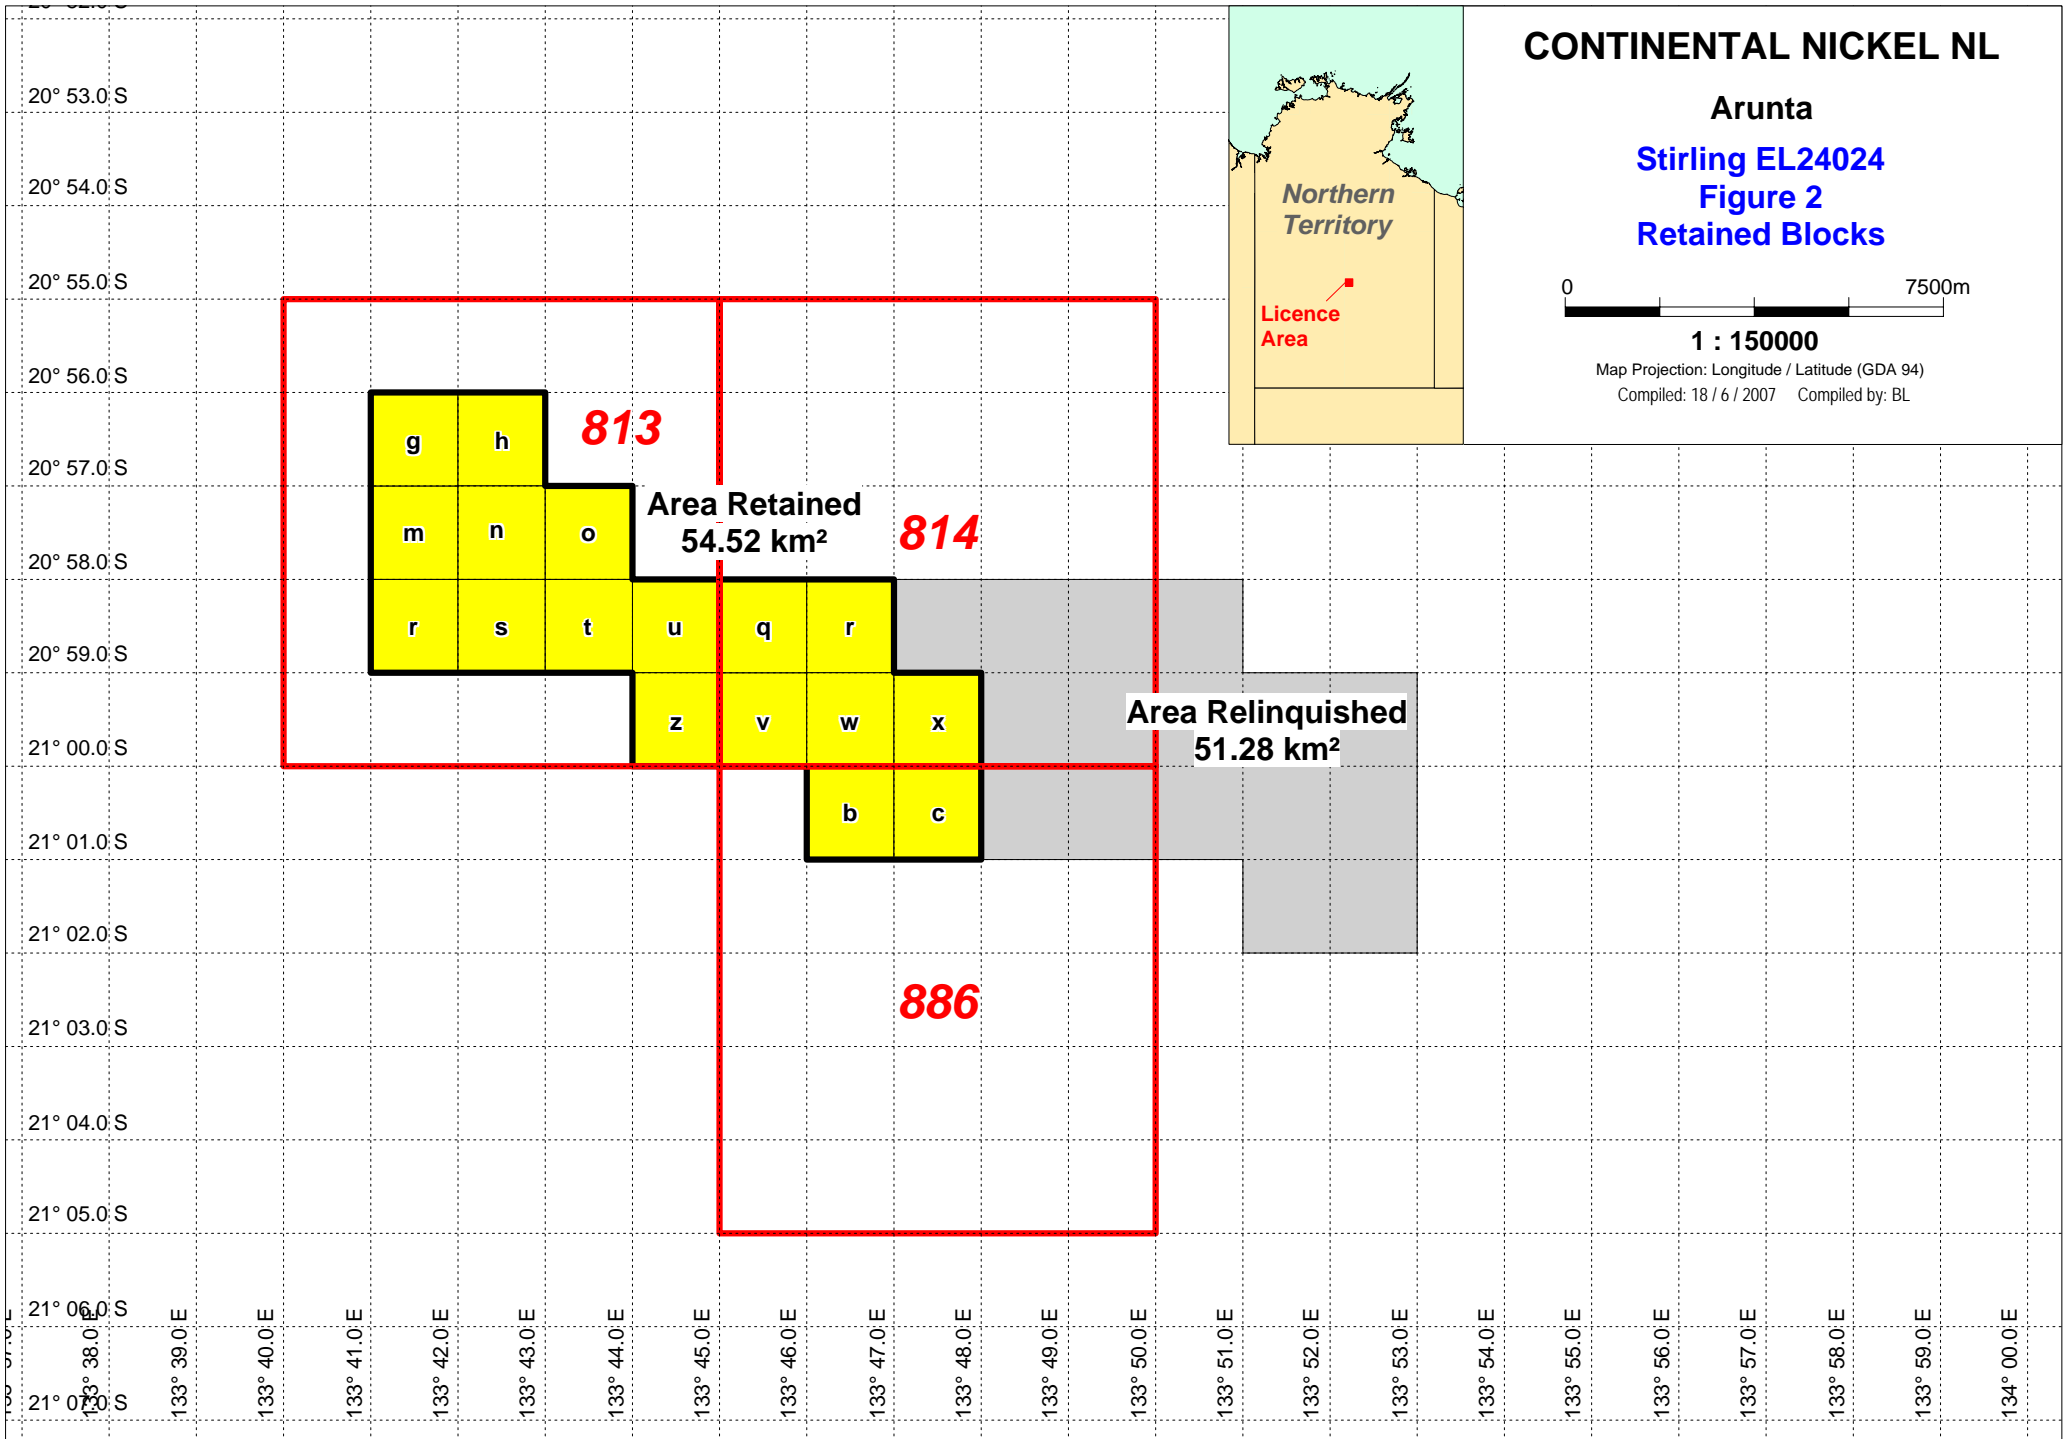 CONTINENTAL NICKEL NL
Arunta
Stirling EL24024
Figure 2
Retained Blocks
0 7500m
1 : 150000
Map Projection: Longitude / Latitude (GDA 94)
Compiled: 18 / 6 / 2007 Compiled by: BL
Northern
Territory
Licence
Area
20° 53.0 S
20° 54.0 S
20° 55.0 S
20° 56.0 S
20° 57.0 S
20° 58.0 S
20° 59.0 S
21° 00.0 S
21° 01.0 S
21° 02.0 S
21° 03.0 S
21° 04.0 S
21° 05.0 S
21° 06.0 S
21° 07.0 S
813
814
886
Area Retained
54.52 km²
Area Relinquished
51.28 km²
g h
m n o
r s t u q r
z v w x
b c
133° 38.0 E
133° 39.0 E
133° 40.0 E
133° 41.0 E
133° 42.0 E
133° 43.0 E
133° 44.0 E
133° 45.0 E
133° 46.0 E
133° 47.0 E
133° 48.0 E
133° 49.0 E
133° 50.0 E
133° 51.0 E
133° 52.0 E
133° 53.0 E
133° 54.0 E
133° 55.0 E
133° 56.0 E
133° 57.0 E
133° 58.0 E
133° 59.0 E
134° 00.0 E